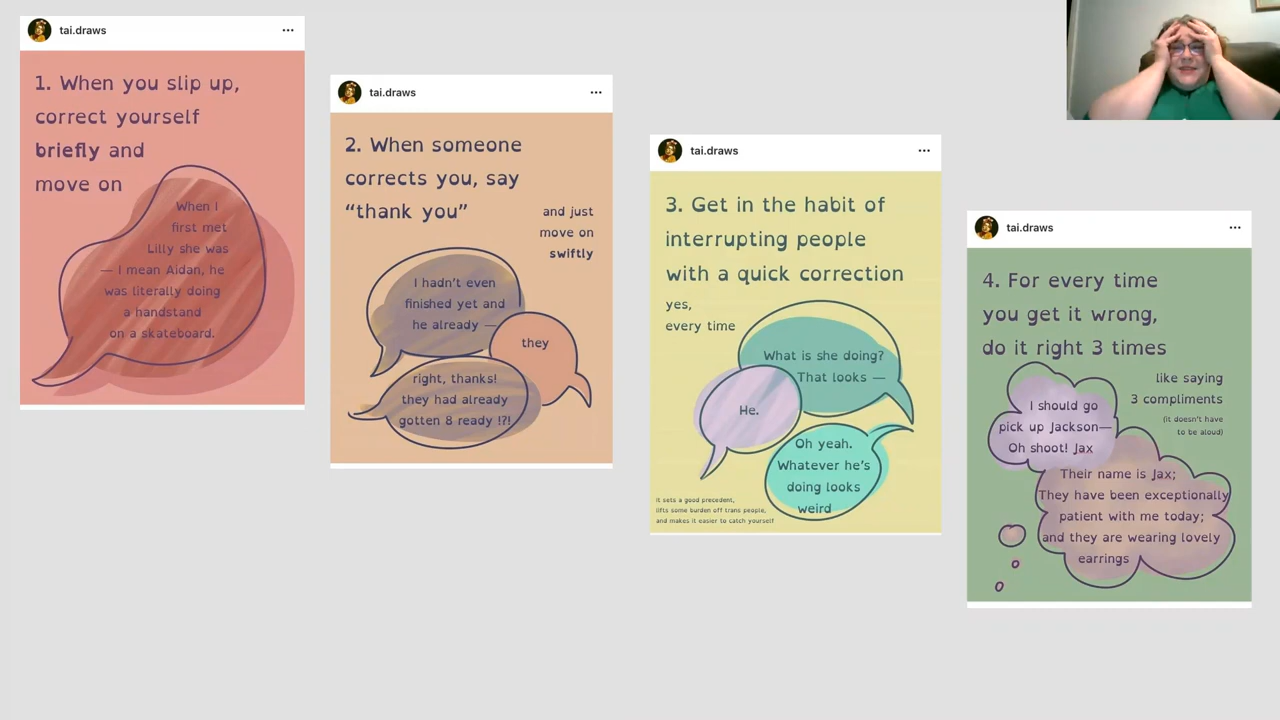 tai.draws
1. When you slip up,
correct yourself
briefly and
move on
When I
first met
Lilly she was
— I mean Aidan, he
was literally doing
a handstand
on a skateboard.
tai.draws
2. When someone
corrects you, say
“thank you”
and just
move on
swiftly
I hadn't even
finished yet and
he already —
they
right, thanks!
they had already
gotten 8 ready !?!
tai.draws
3. Get in the habit of
interrupting people
with a quick correction
yes,
every time
What is she doing?
That looks —
He.
Oh yeah.
Whatever he's
doing looks
weird
It sets a good precedent,
lifts some burden off trans people,
and makes it easier to catch yourself
tai.draws
4. For every time
you get it wrong,
do it right 3 times
like saying
3 compliments
(it doesn't have
to be aloud)
I should go
pick up Jackson—
Oh shoot! Jax
Their name is Jax;
They have been exceptionally
patient with me today;
and they are wearing lovely
earrings